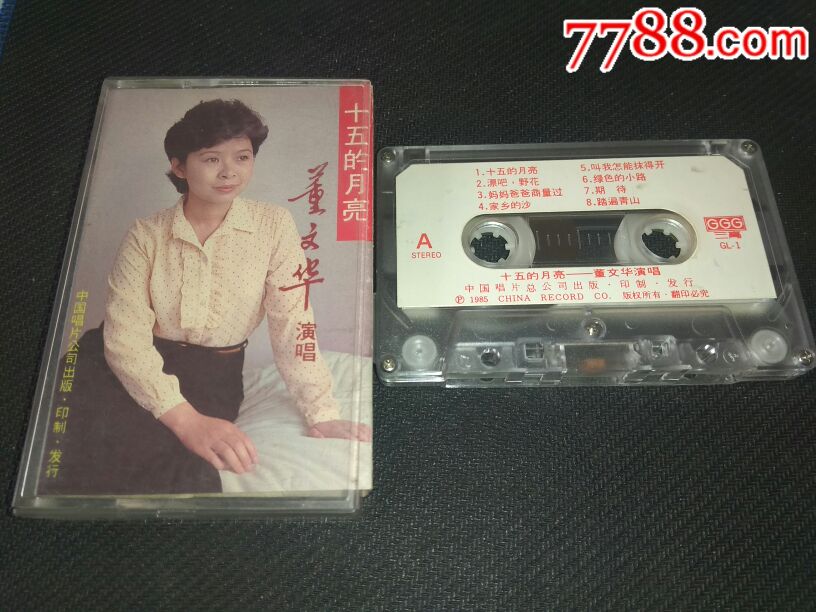 7788.com
十五的月亮
董文华
演唱
中国唱片公司出版·印制·发行
1.十五的月亮
2.漂吧·野花
3.妈妈爸爸商量过
4.家乡的沙
5.叫我怎能抹得开
6.绿色的小路
7.期 待
8.踏遍青山
A
STEREO
GGG
GL-1
十五的月亮——董文华演唱
中国唱片总公司出版·印制·发行
Ⓟ 1985 CHINA RECORD CO. 版权所有·翻印必究